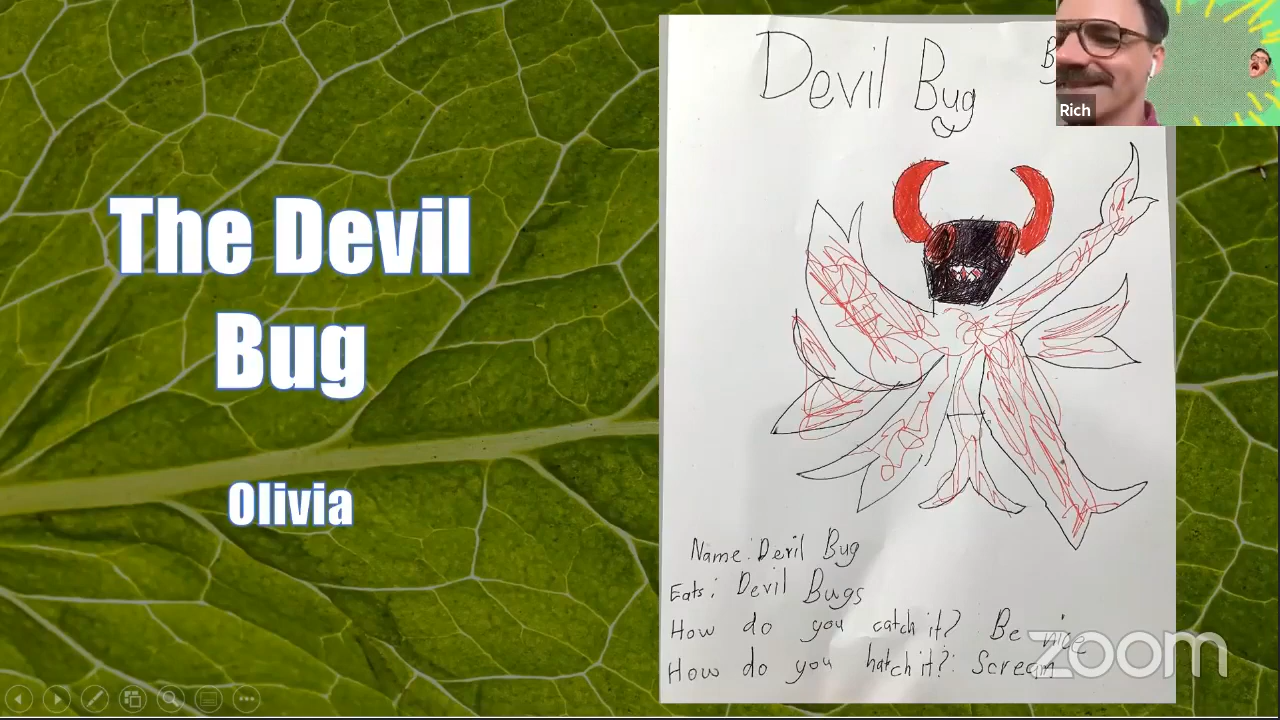 The Devil
Bug
Olivia
Devil Bug
Rich
Name: Devil Bug
Eats: Devil Bugs
How do you catch it? Be nice
How do you hatch it?: Scream
zoom